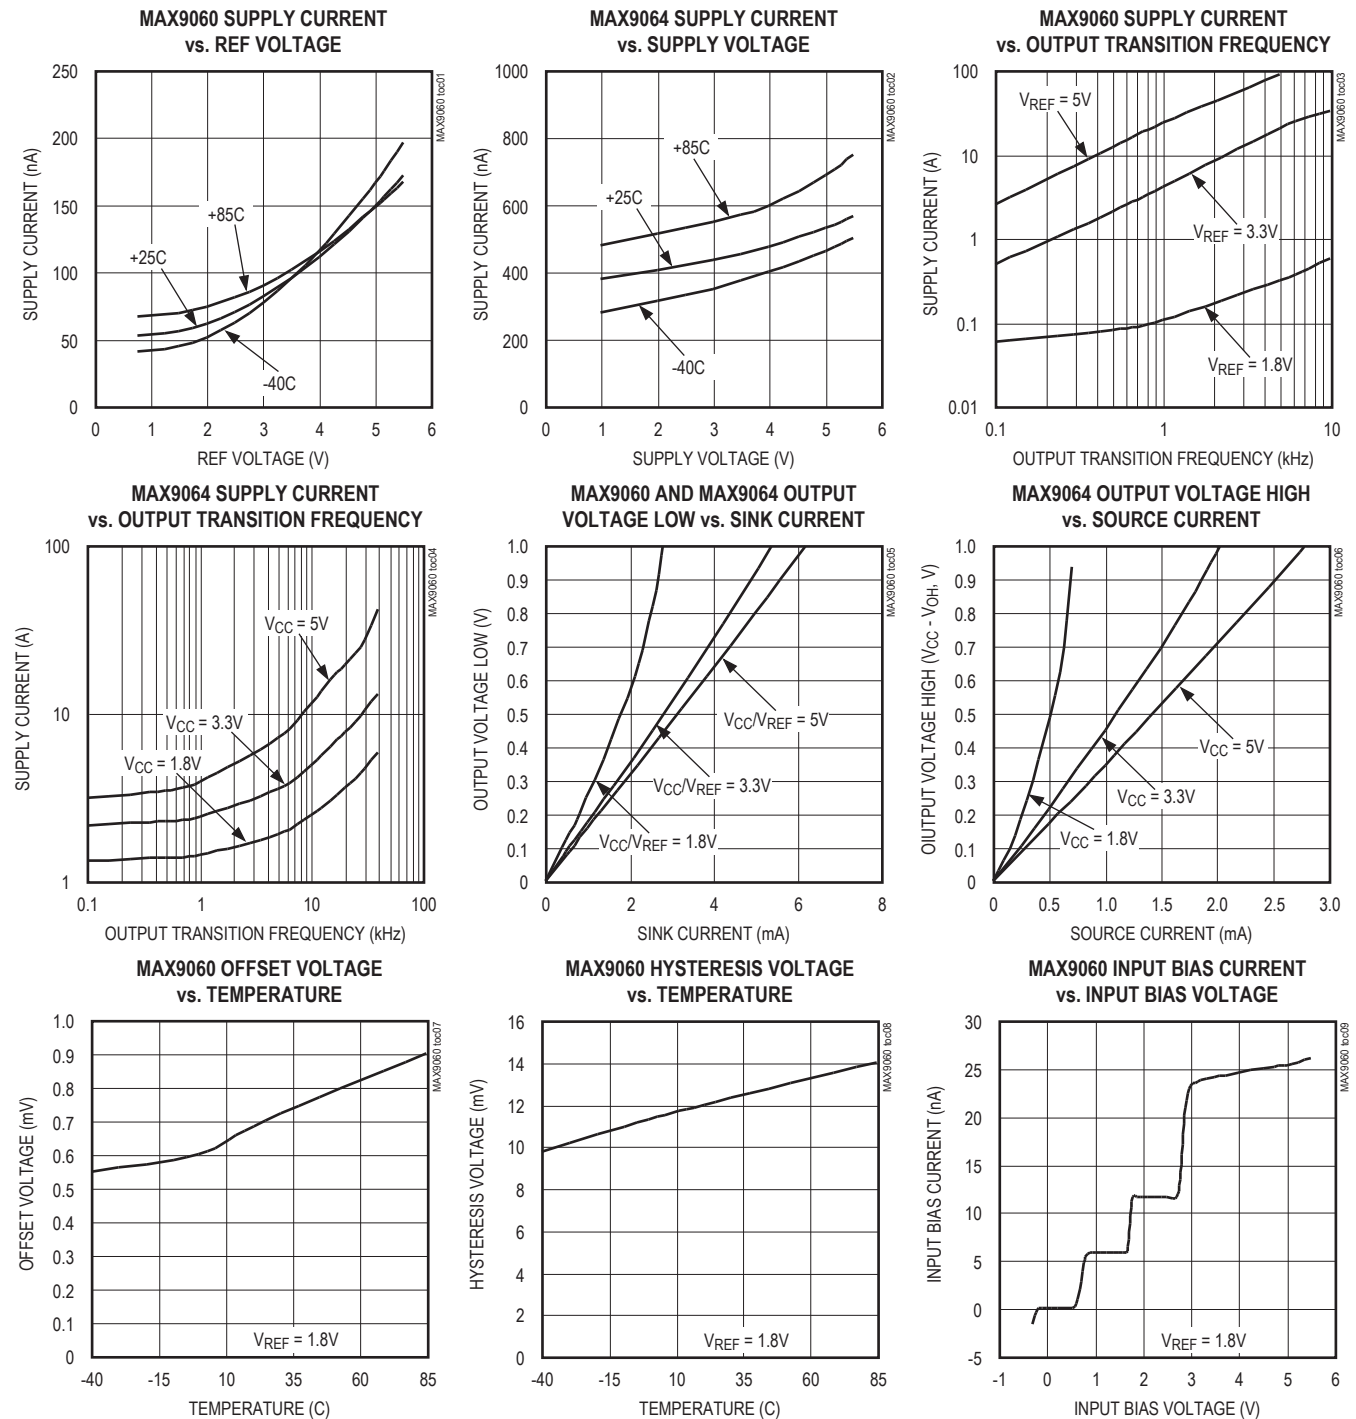 MAX9060 SUPPLY CURRENT
vs. REF VOLTAGE
250
200
150
100
50
0
0 1 2 3 4 5 6
SUPPLY CURRENT (nA)
REF VOLTAGE (V)
+85C
+25C
-40C
MAX9060 toc01
MAX9064 SUPPLY CURRENT
vs. SUPPLY VOLTAGE
1000
800
600
400
200
0
0 1 2 3 4 5 6
SUPPLY CURRENT (nA)
SUPPLY VOLTAGE (V)
+85C
+25C
-40C
MAX9060 toc02
MAX9060 SUPPLY CURRENT
vs. OUTPUT TRANSITION FREQUENCY
100
10
1
0.1
0.01
0.1 1 10
SUPPLY CURRENT (A)
OUTPUT TRANSITION FREQUENCY (kHz)
VREF = 5V
VREF = 3.3V
VREF = 1.8V
MAX9060 toc03
MAX9064 SUPPLY CURRENT
vs. OUTPUT TRANSITION FREQUENCY
100
10
1
0.1 1 10 100
SUPPLY CURRENT (A)
OUTPUT TRANSITION FREQUENCY (kHz)
VCC = 5V
VCC = 3.3V
VCC = 1.8V
MAX9060 toc04
MAX9060 AND MAX9064 OUTPUT
VOLTAGE LOW vs. SINK CURRENT
1.0
0.9
0.8
0.7
0.6
0.5
0.4
0.3
0.2
0.1
0
0 2 4 6 8
OUTPUT VOLTAGE LOW (V)
SINK CURRENT (mA)
VCC/VREF = 5V
VCC/VREF = 3.3V
VCC/VREF = 1.8V
MAX9060 toc05
MAX9064 OUTPUT VOLTAGE HIGH
vs. SOURCE CURRENT
1.0
0.9
0.8
0.7
0.6
0.5
0.4
0.3
0.2
0.1
0
0 0.5 1.0 1.5 2.0 2.5 3.0
OIUTPUT VOLTAGE HIGH (VCC - VOH, V)
SOURCE CURRENT (mA)
VCC = 5V
VCC = 3.3V
VCC = 1.8V
MAX9060 toc06
MAX9060 OFFSET VOLTAGE
vs. TEMPERATURE
1.0
0.9
0.8
0.7
0.6
0.5
0.4
0.3
0.2
0.1
0
-40 -15 10 35 60 85
OFFSET VOLTAGE (mV)
TEMPERATURE (C)
VREF = 1.8V
MAX9060 toc07
MAX9060 HYSTERESIS VOLTAGE
vs. TEMPERATURE
16
14
12
10
8
6
4
2
0
-40 -15 10 35 60 85
HYSTERESIS VOLTAGE (mV)
TEMPERATURE (C)
VREF = 1.8V
MAX9060 toc08
MAX9060 INPUT BIAS CURRENT
vs. INPUT BIAS VOLTAGE
30
25
20
15
10
5
0
-5
-1 0 1 2 3 4 5 6
INPUT BIAS CURRENT (nA)
INPUT BIAS VOLTAGE (V)
VREF = 1.8V
MAX9060 toc09